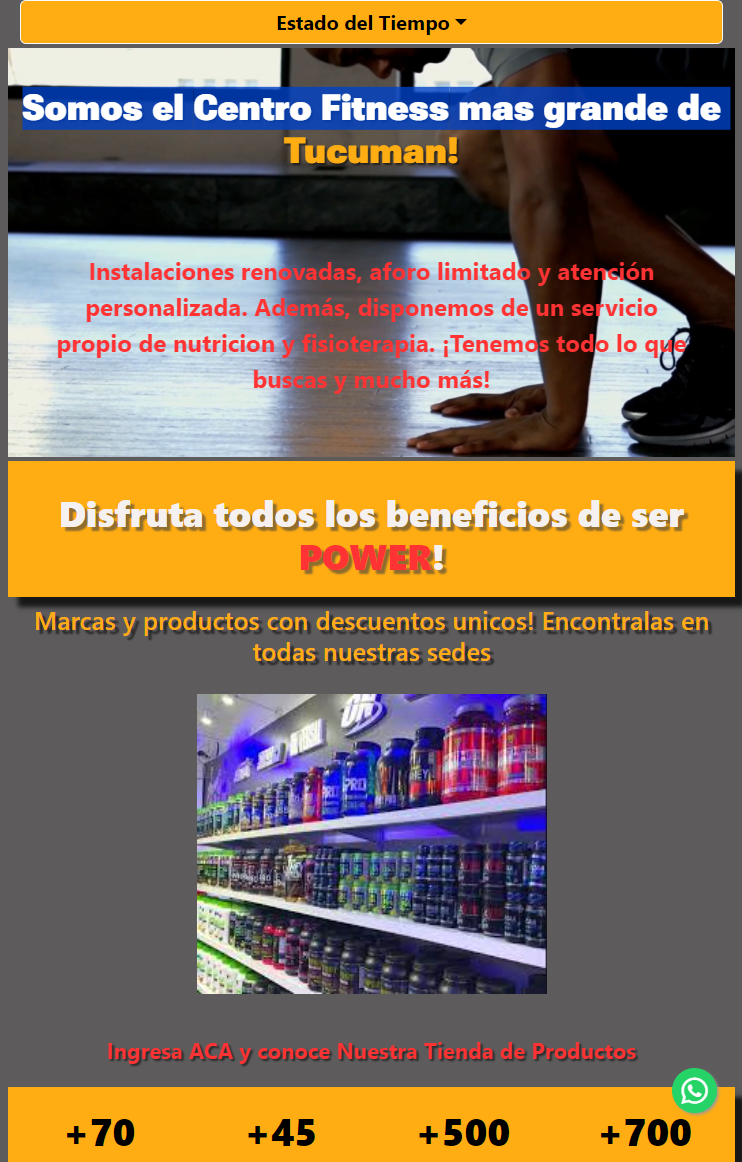 Estado del Tiempo
Somos el Centro Fitness mas grande de
Tucuman!
Instalaciones renovadas, aforo limitado y atención
personalizada. Además, disponemos de un servicio
propio de nutricion y fisioterapia. ¡Tenemos todo lo que
buscas y mucho más!
Disfruta todos los beneficios de ser
POWER!
Marcas y productos con descuentos unicos! Encontralas en
todas nuestras sedes
ON
Ingresa ACA y conoce Nuestra Tienda de Productos
+70 +45 +500 +700